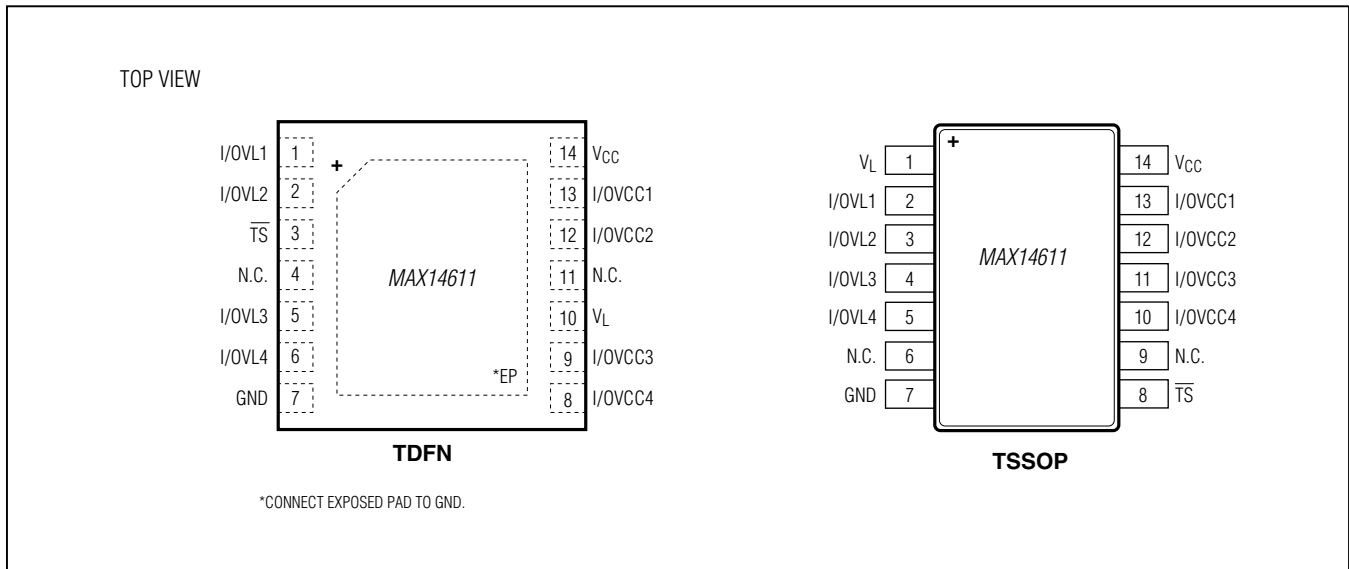 TOP VIEW
I/OVL1 1
I/OVL2 2
T̅S̅ 3
N.C. 4
I/OVL3 5
I/OVL4 6
GND 7
+
MAX14611
*EP
14 VCC
13 I/OVCC1
12 I/OVCC2
11 N.C.
10 VL
9 I/OVCC3
8 I/OVCC4
TDFN
*CONNECT EXPOSED PAD TO GND.
VL 1
I/OVL1 2
I/OVL2 3
I/OVL3 4
I/OVL4 5
N.C. 6
GND 7
+
MAX14611
14 VCC
13 I/OVCC1
12 I/OVCC2
11 I/OVCC3
10 I/OVCC4
9 N.C.
8 T̅S̅
TSSOP